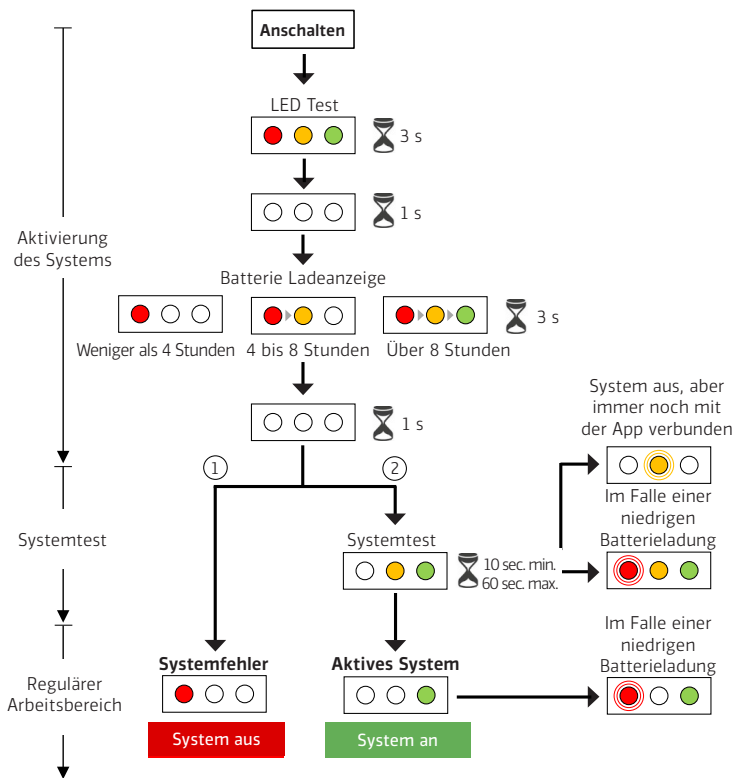 Anschalten
LED Test
3 s
1 s
Aktivierung
des Systems
Batterie Ladeanzeige
3 s
Weniger als 4 Stunden
4 bis 8 Stunden
Über 8 Stunden
1 s
System aus, aber
immer noch mit
der App verbunden
1
2
Im Falle einer
niedrigen
Batterieladung
Systemtest
Systemtest
10 sec. min.
60 sec. max.
Im Falle einer
niedrigen
Batterieladung
Regulärer
Arbeitsbereich
Systemfehler
Aktives System
System aus
System an